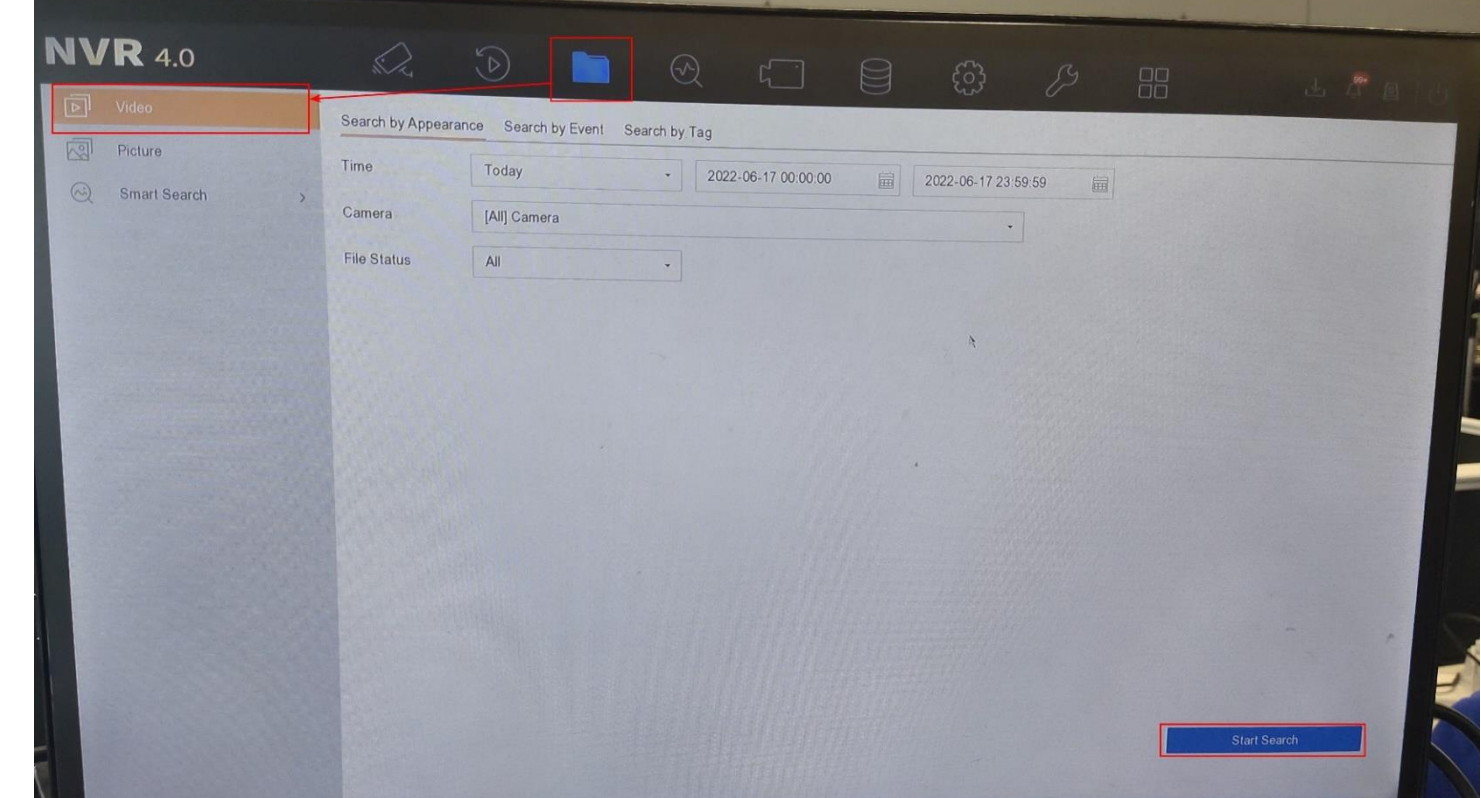 NVR 4.0
99+
Video
Picture
Smart Search
Search by Appearance Search by Event Search by Tag
Time Today 2022-06-17 00:00:00 2022-06-17 23:59:59
Camera [All] Camera
File Status All
Start Search